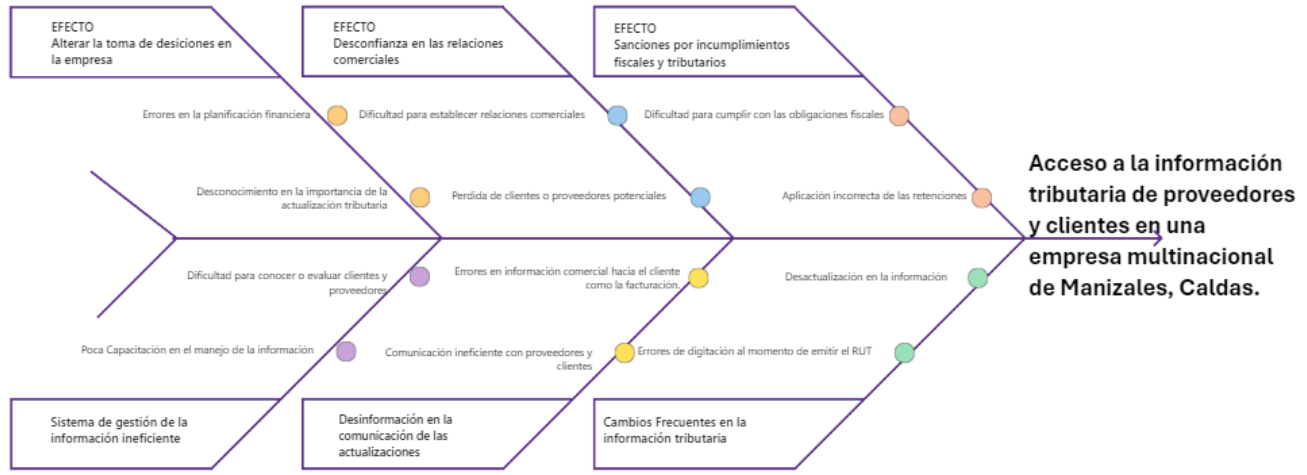 EFECTO
Alterar la toma de desiciones en
la empresa
EFECTO
Desconfianza en las relaciones
comerciales
EFECTO
Sanciones por incumplimientos
fiscales y tributarios
Errores en la planificación financiera
Dificultad para establecer relaciones comerciales
Dificultad para cumplir con las obligaciones fiscales
Desconocimiento en la importancia de la
actualización tributaria
Perdida de clientes o proveedores potenciales
Aplicación incorrecta de las retenciones
Acceso a la información
tributaria de proveedores
y clientes en una
empresa multinacional
de Manizales, Caldas.
Dificultad para conocer o evaluar clientes y
proveedores
Errores en información comercial hacia el cliente
como la facturación.
Desactualización en la información
Poca Capacitación en el manejo de la información
Comunicación ineficiente con proveedores y
clientes
Errores de digitación al momento de emitir el RUT
Sistema de gestión de la
información ineficiente
Desinformación en la
comunicación de las
actualizaciones
Cambios Frecuentes en la
información tributaria